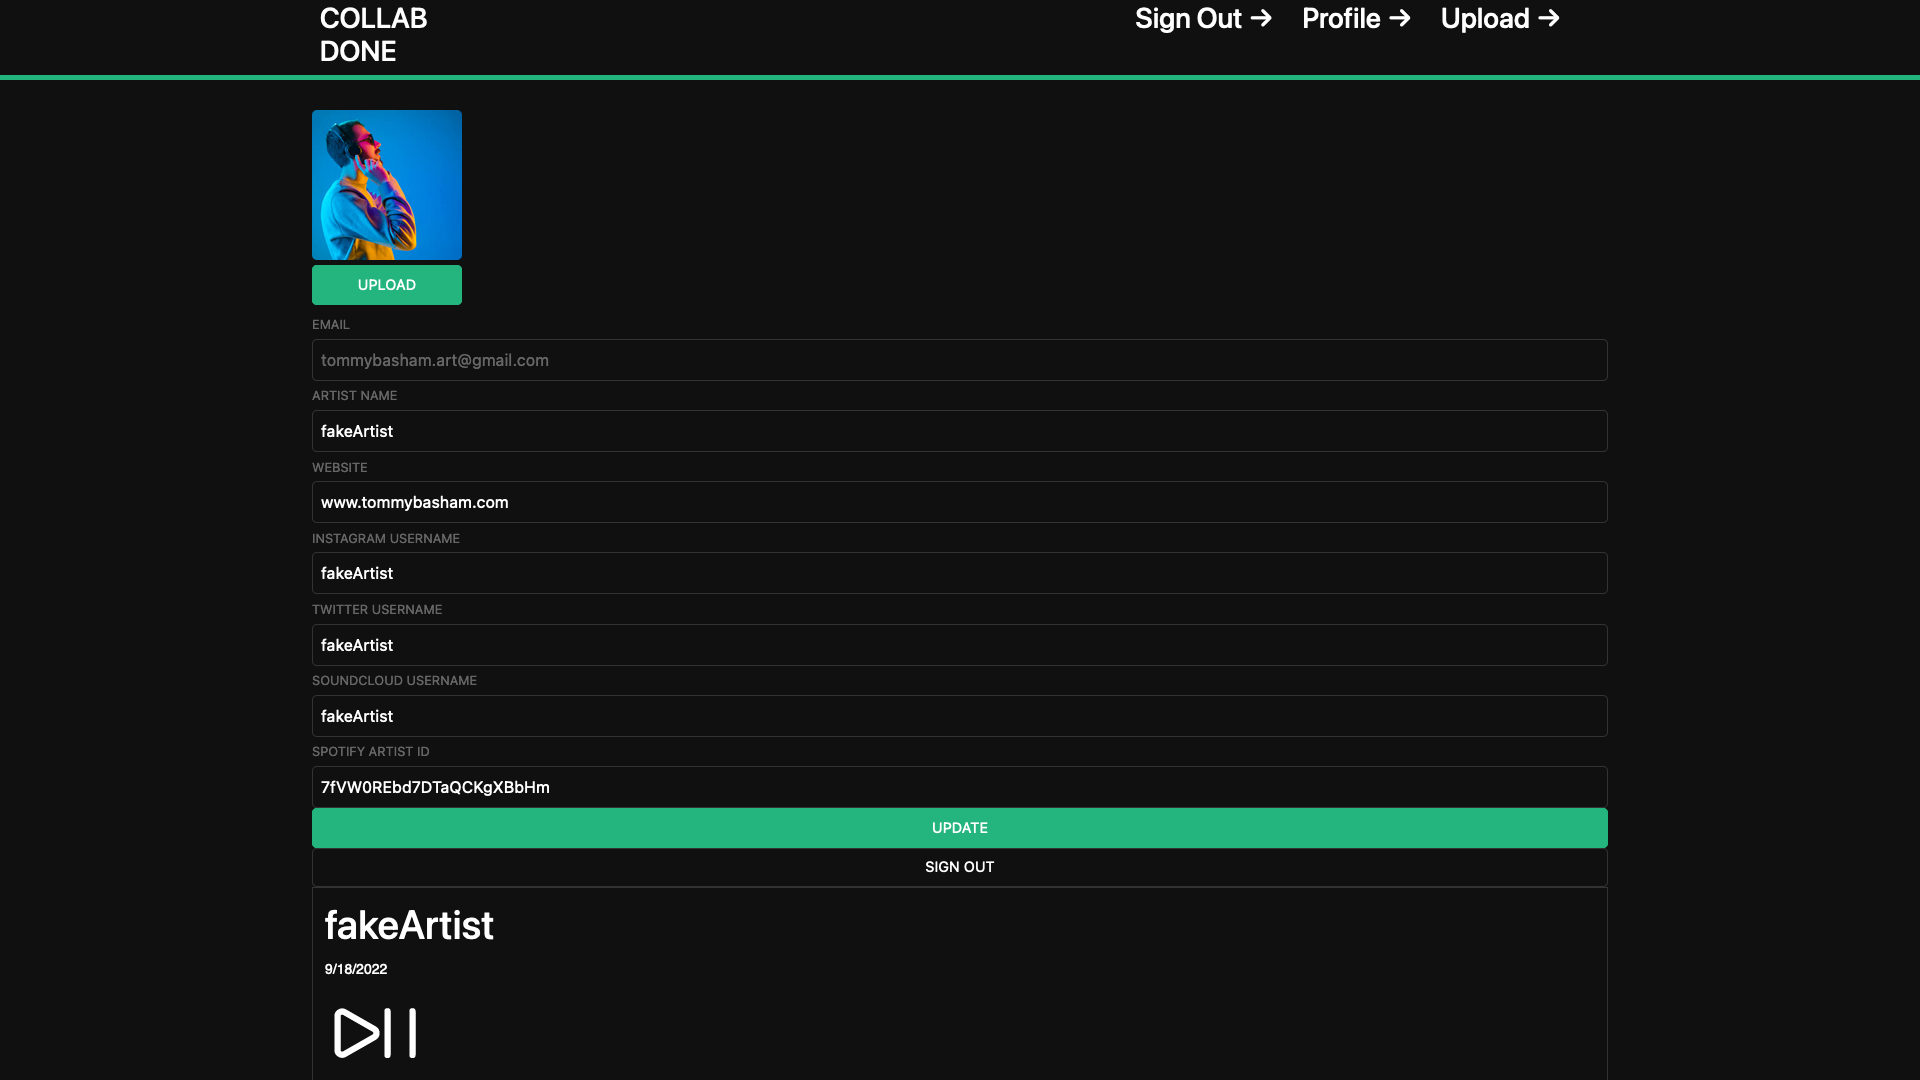 COLLAB
DONE
Sign Out → Profile → Upload →
UPLOAD
EMAIL
tommybasham.art@gmail.com
ARTIST NAME
fakeArtist
WEBSITE
www.tommybasham.com
INSTAGRAM USERNAME
fakeArtist
TWITTER USERNAME
fakeArtist
SOUNDCLOUD USERNAME
fakeArtist
SPOTIFY ARTIST ID
7fVW0REbd7DTaQCKgXBbHm
UPDATE
SIGN OUT
fakeArtist
9/18/2022